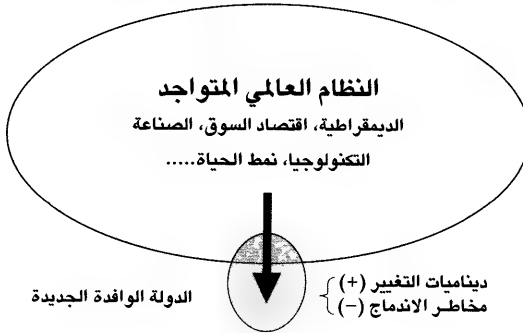 النظام العالمي المتواجد
الديمقراطية، اقتصاد السوق، الصناعة
التكنولوجيا، نمط الحياة.....
ديناميات التغيير (+)
مخاطر الاندماج (−)
الدولة الوافدة الجديدة